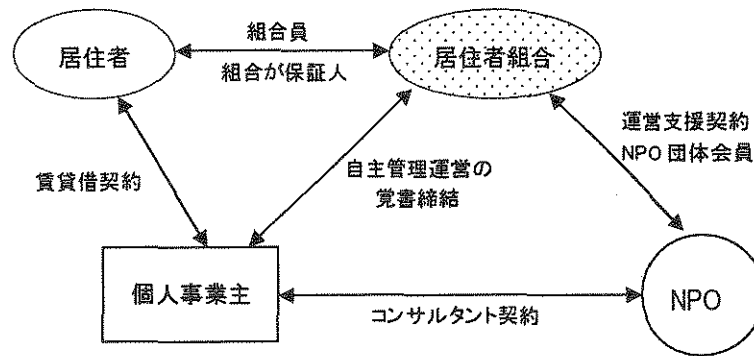 組合員
居住者
居住者組合
組合が保証人
運営支援契約
NPO 団体会員
賃貸借契約
自主管理運営の
覚書締結
個人事業主
NPO
コンサルタント契約